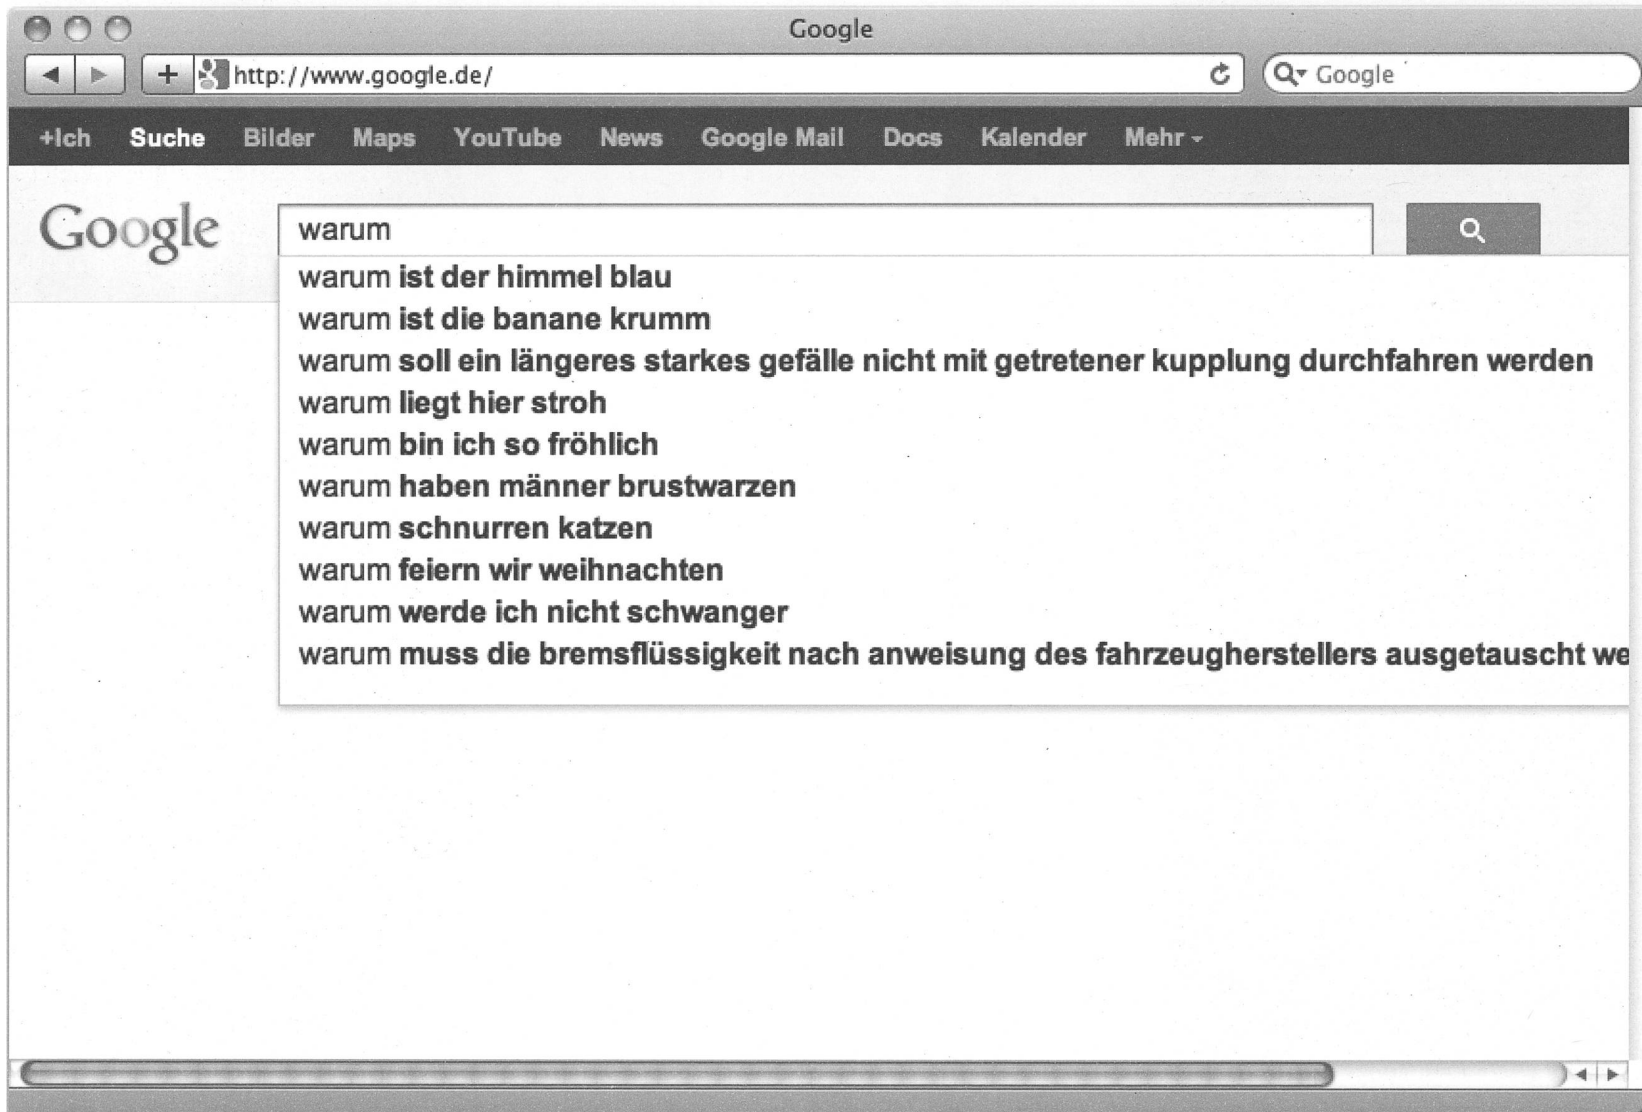 Google
http://www.google.de/
Google
+Ich Suche Bilder Maps YouTube News Google Mail Docs Kalender Mehr
Google
warum
warum ist der himmel blau
warum ist die banane krumm
warum soll ein längeres starkes gefälle nicht mit getretener kupplung durchfahren werden
warum liegt hier stroh
warum bin ich so fröhlich
warum haben männer brustwarzen
warum schnurren katzen
warum feiern wir weihnachten
warum werde ich nicht schwanger
warum muss die bremsflüssigkeit nach anweisung des fahrzeugherstellers ausgetauscht we